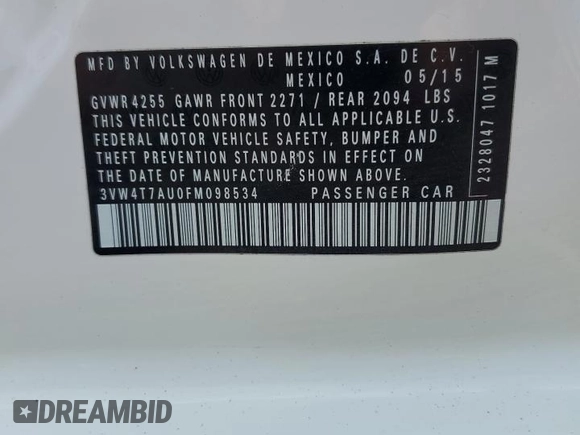 MFD BY VOLKSWAGEN DE MEXICO S.A. DE C.V.
MEXICO 05/15
GVWR 4255 GAWR FRONT 2271 / REAR 2094 LBS
THIS VEHICLE CONFORMS TO ALL APPLICABLE U.S.
FEDERAL MOTOR VEHICLE SAFETY, BUMPER AND
THEFT PREVENTION STANDARDS IN EFFECT ON
THE DATE OF MANUFACTURE SHOWN ABOVE.
3VW4T7AU0FM098534 PASSENGER CAR
2328047 1017 M
DREAMBID